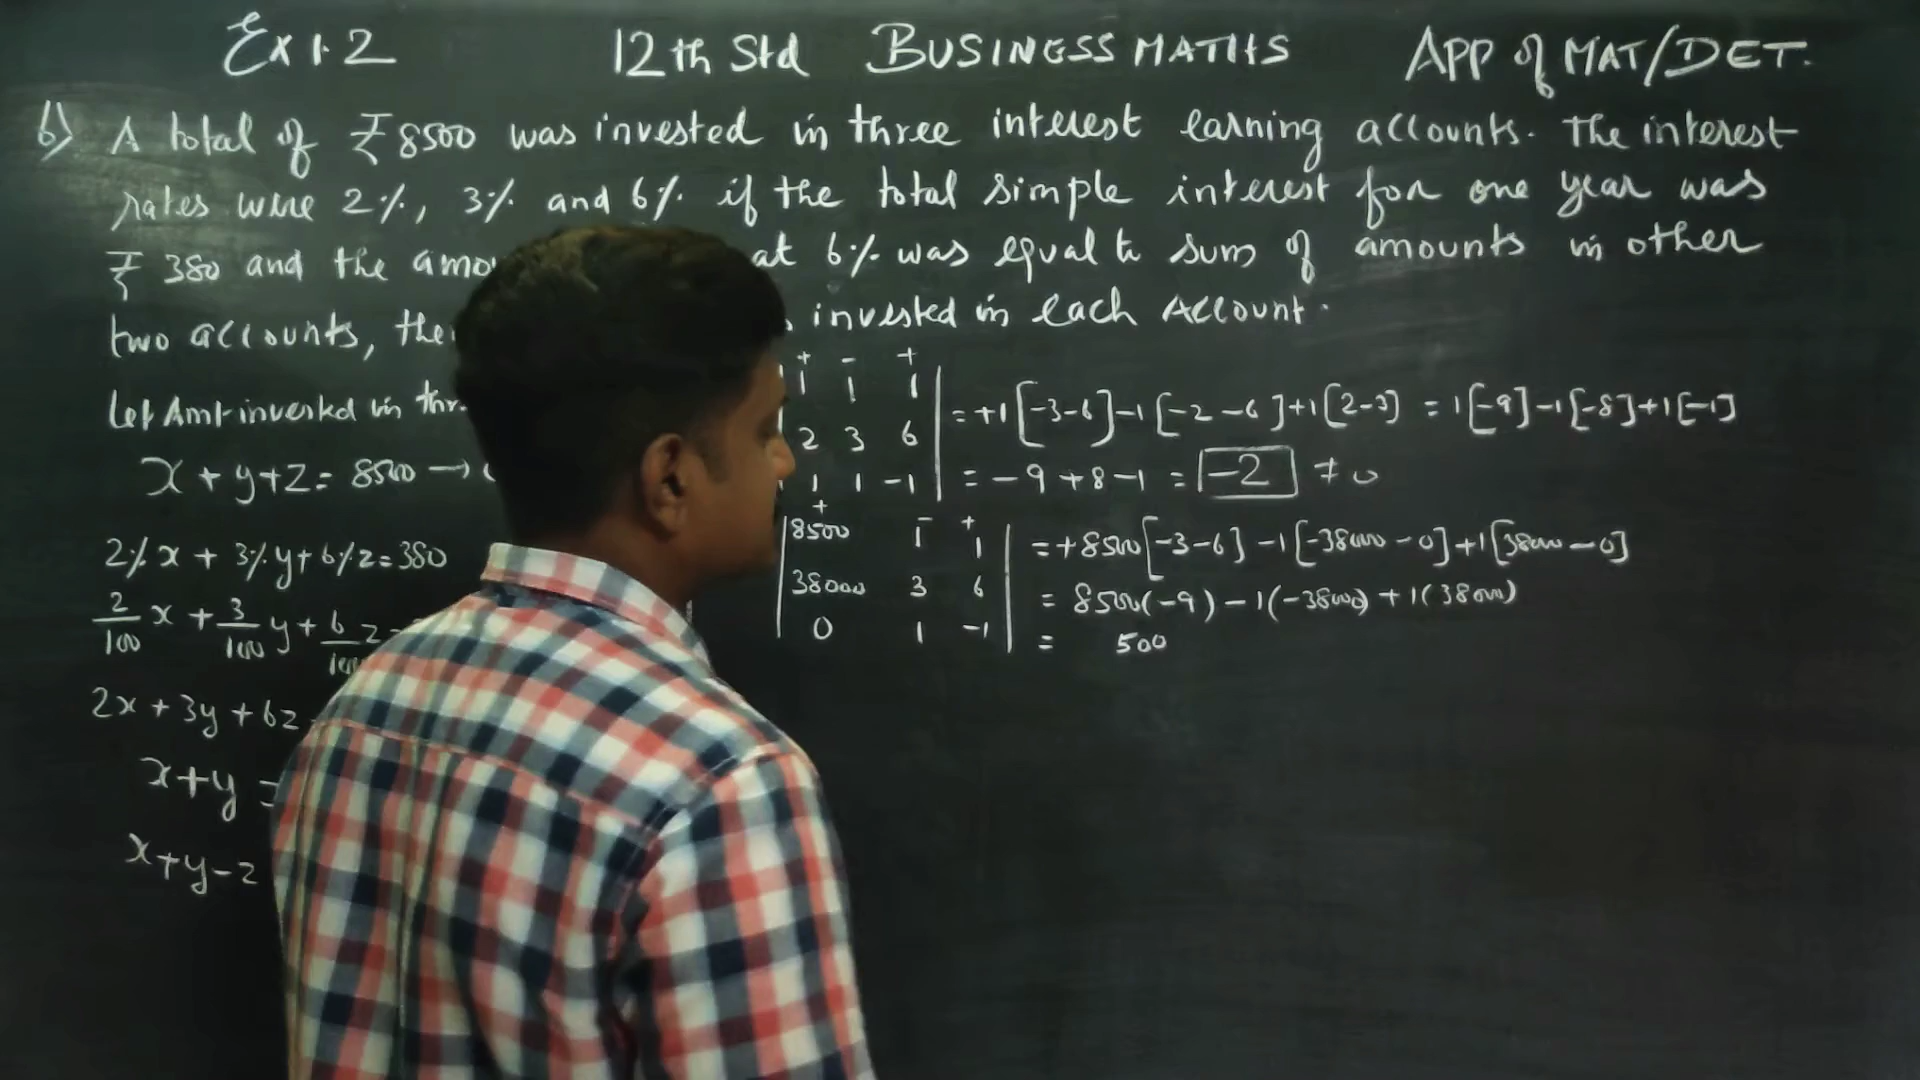 Ex 1.2 12th Std BUSINESS MATHS APP of MAT/DET.
6) A total of ₹ 8500 was invested in three interest earning accounts. The interest
rates were 2%, 3% and 6% if the total simple interest for one year was
₹ 380 and the at 6% was equal to sum of amounts in other
two accounts, invested in each Account.
Let Amt invested in
x + y + z = 8500 →
2% x + 3% y + 6% z = 380
2/100 x + 3/100 y + 6/100 z =
2x + 3y + 6z
x + y =
x + y - z
+ - +
1 1 1
2 3 6
1 1 -1
= +1[-3-6] -1[-2-6] +1[2-3] = 1[-9] -1[-8] +1[-1]
= -9 + 8 - 1 = -2 ≠ 0
+ - +
8500 1 1
38000 3 6
0 1 -1
= +8500[-3-6] -1[-38000-0] +1[38000-0]
= 8500(-9) -1(-38000) +1(38000)
= 500